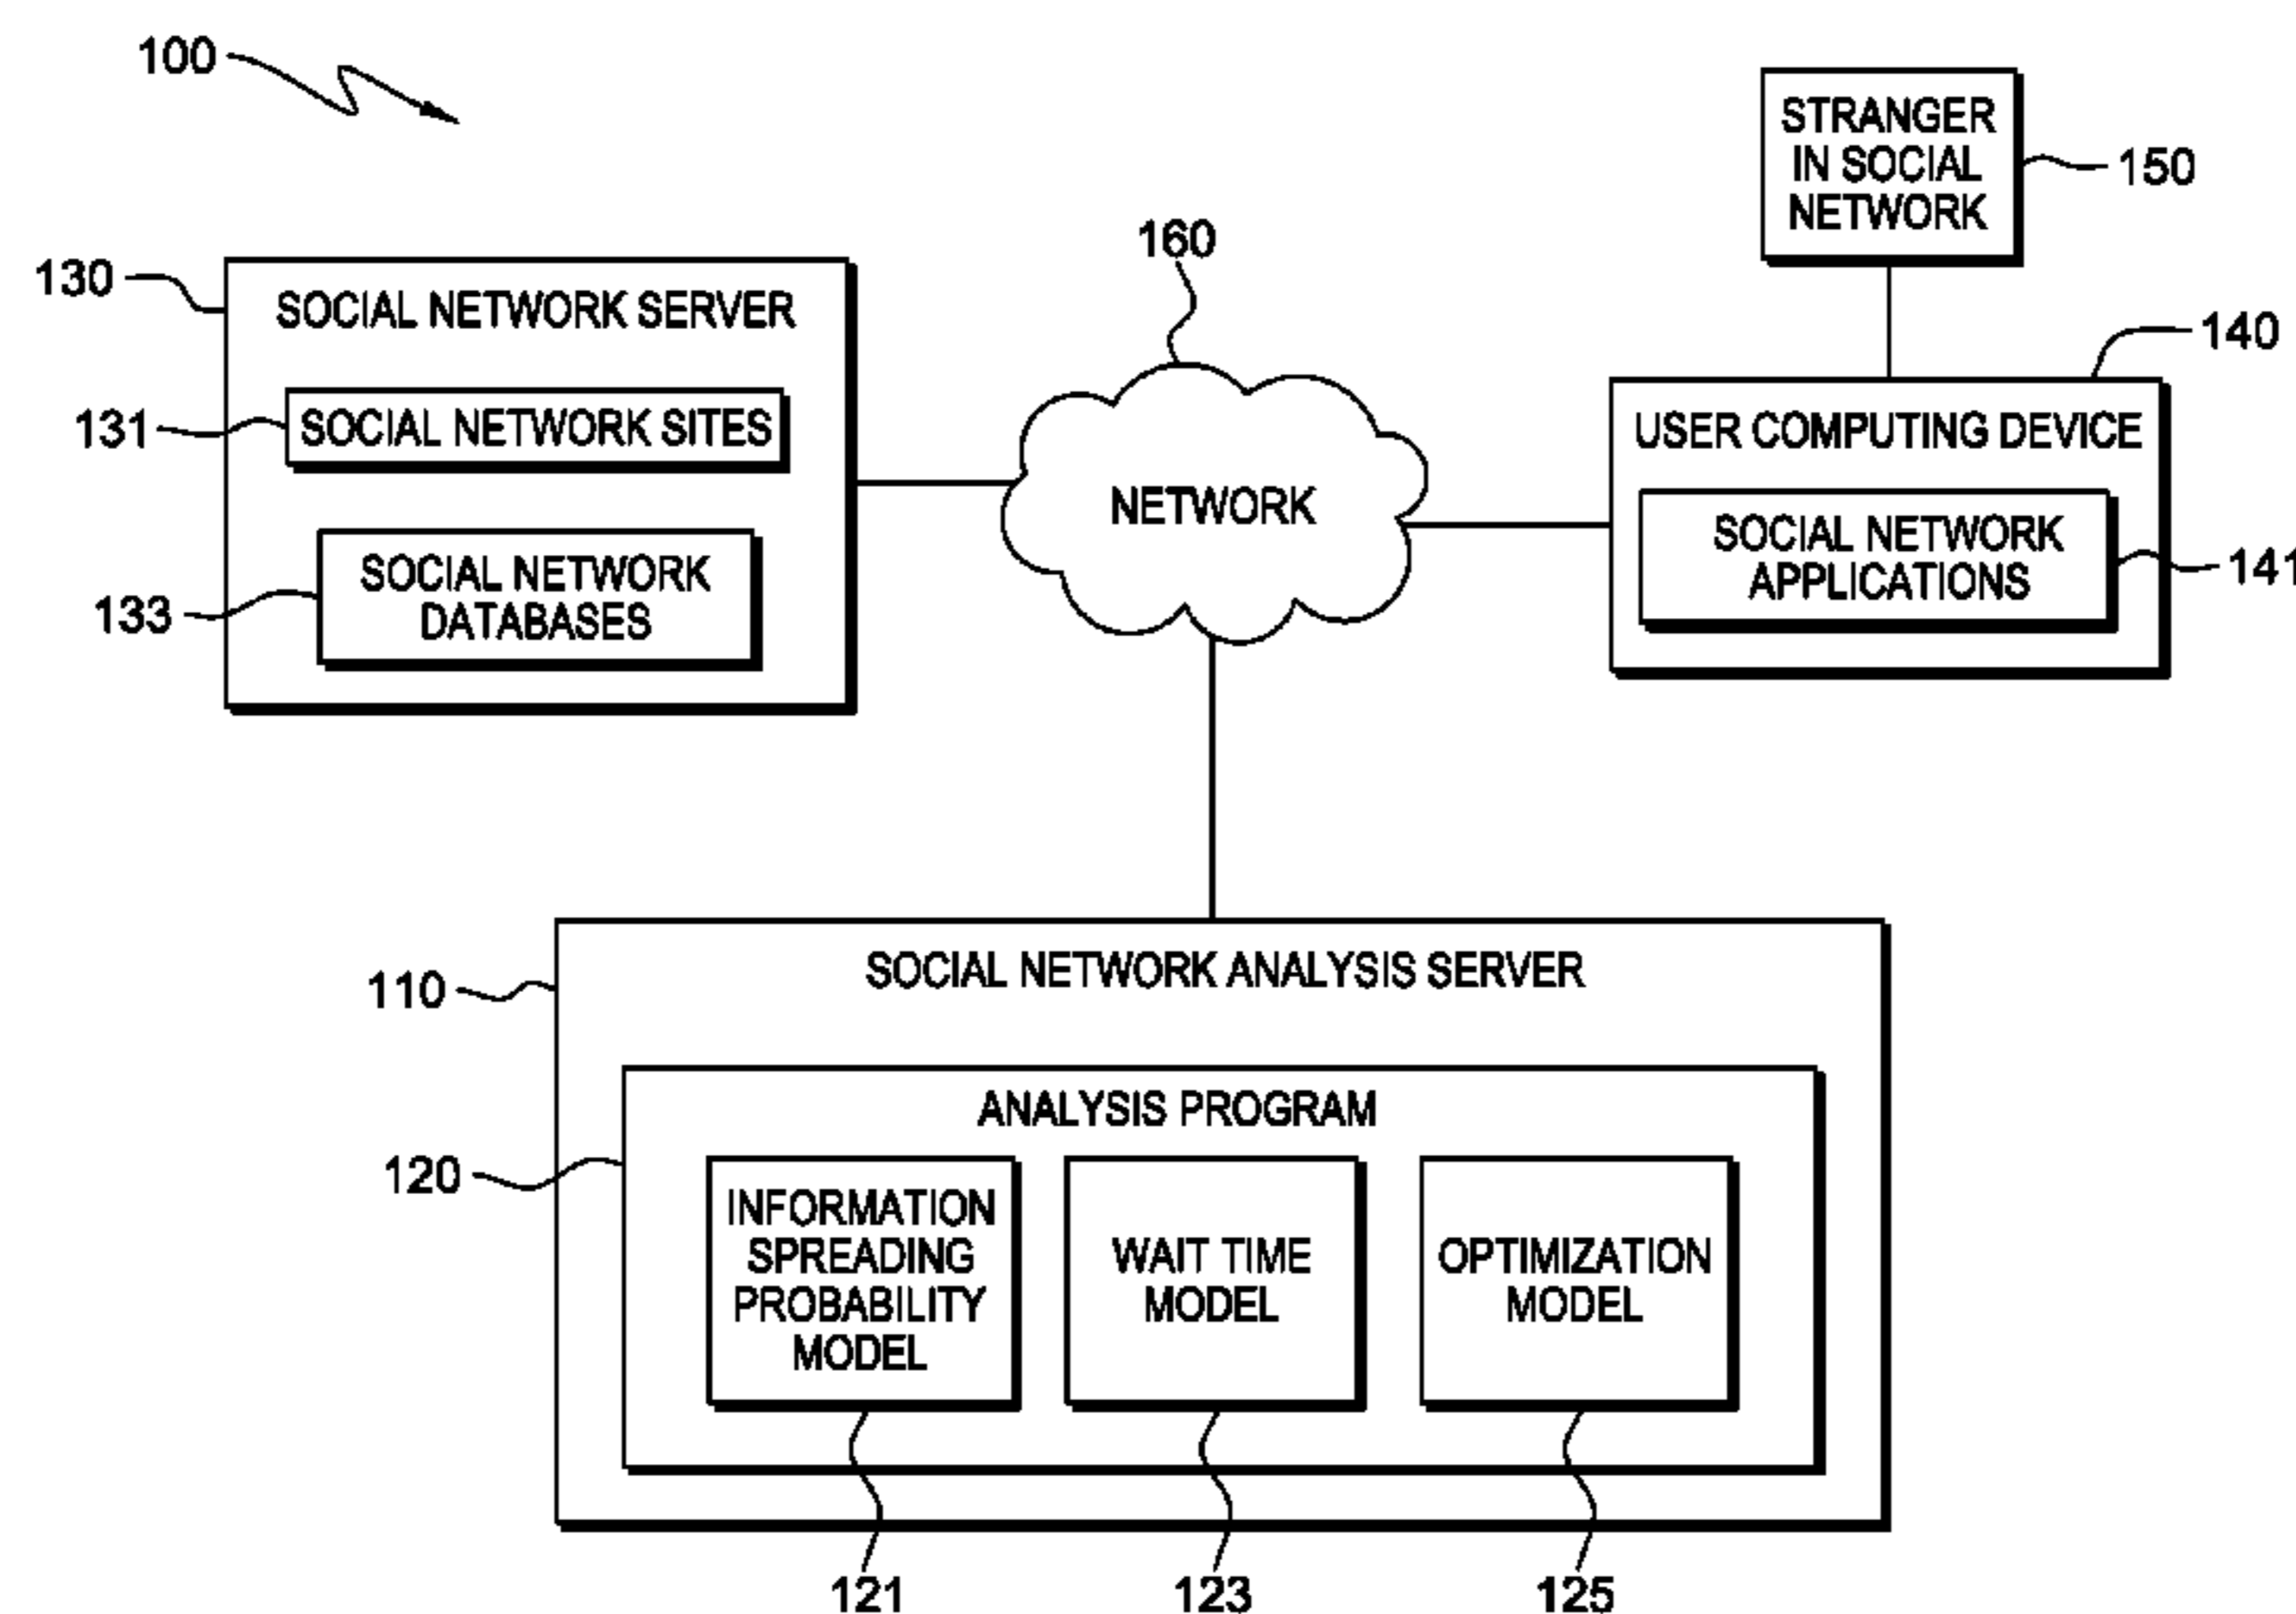 100
STRANGER
IN SOCIAL
NETWORK
150
160
130
SOCIAL NETWORK SERVER
131
SOCIAL NETWORK SITES
133
SOCIAL NETWORK
DATABASES
NETWORK
140
USER COMPUTING DEVICE
SOCIAL NETWORK
APPLICATIONS
141
110
SOCIAL NETWORK ANALYSIS SERVER
120
ANALYSIS PROGRAM
INFORMATION
SPREADING
PROBABILITY
MODEL
WAIT TIME
MODEL
OPTIMIZATION
MODEL
121
123
125